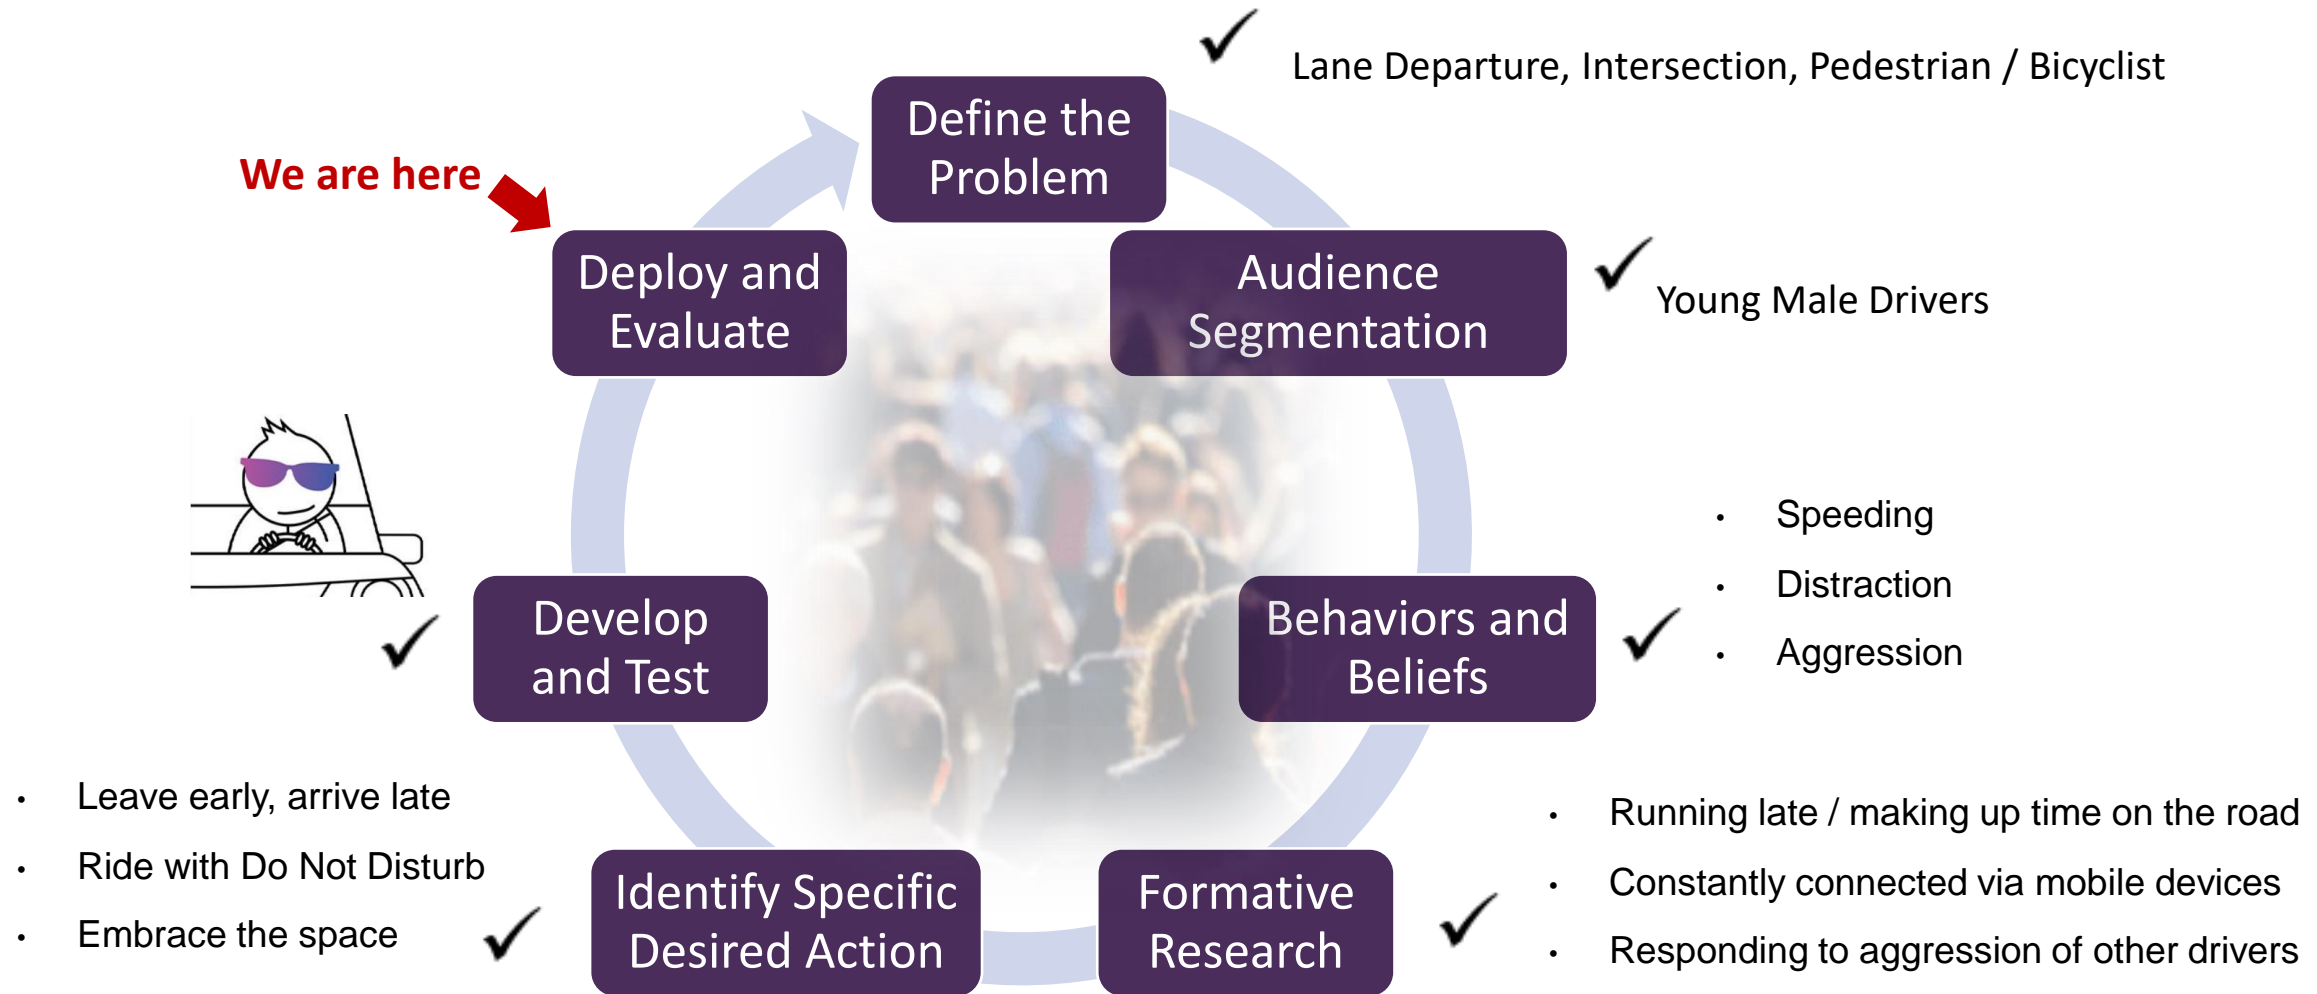 Lane Departure, Intersection, Pedestrian / Bicyclist
Define the
Problem
We are here
Deploy and
Evaluate
Audience
Segmentation
Young Male Drivers
• Speeding
• Distraction
• Aggression
Behaviors and
Beliefs
Develop
and Test
• Leave early, arrive late
• Ride with Do Not Disturb
• Embrace the space
Identify Specific
Desired Action
Formative
Research
• Running late / making up time on the road
• Constantly connected via mobile devices
• Responding to aggression of other drivers